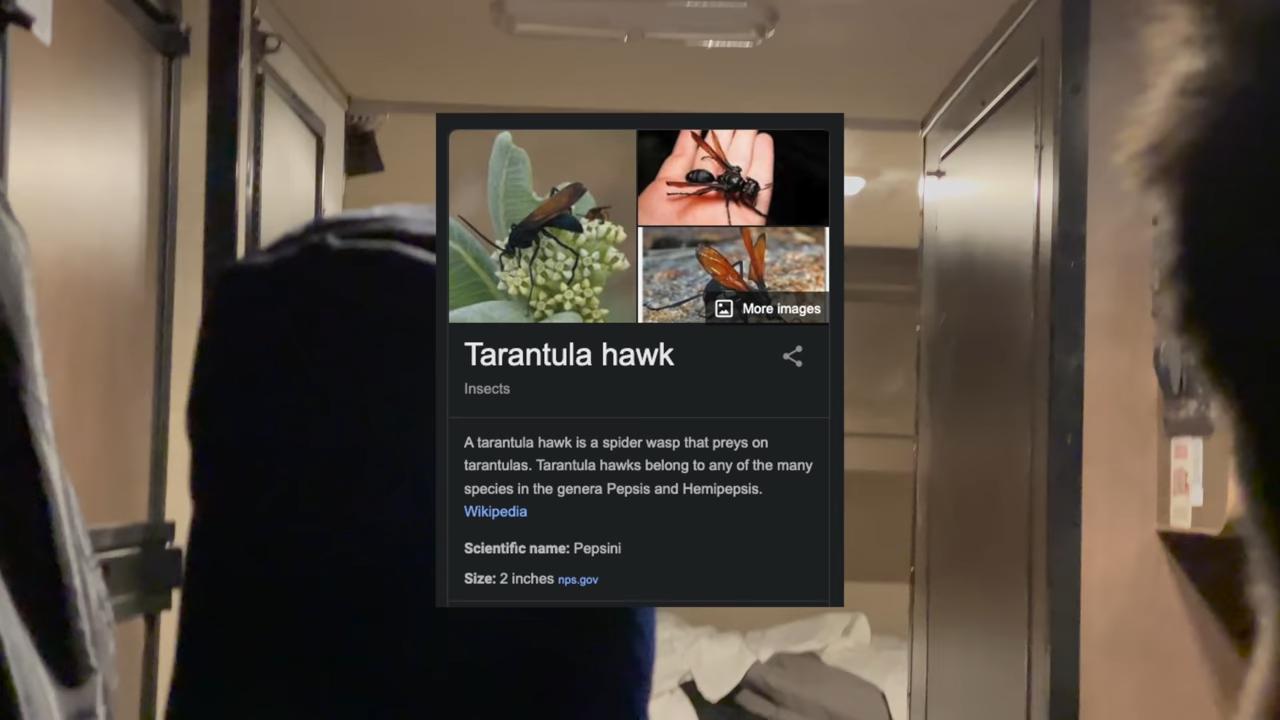 More images
Tarantula hawk
Insects
A tarantula hawk is a spider wasp that preys on
tarantulas. Tarantula hawks belong to any of the many
species in the genera Pepsis and Hemipepsis.
Wikipedia
Scientific name: Pepsini
Size: 2 inches nps.gov